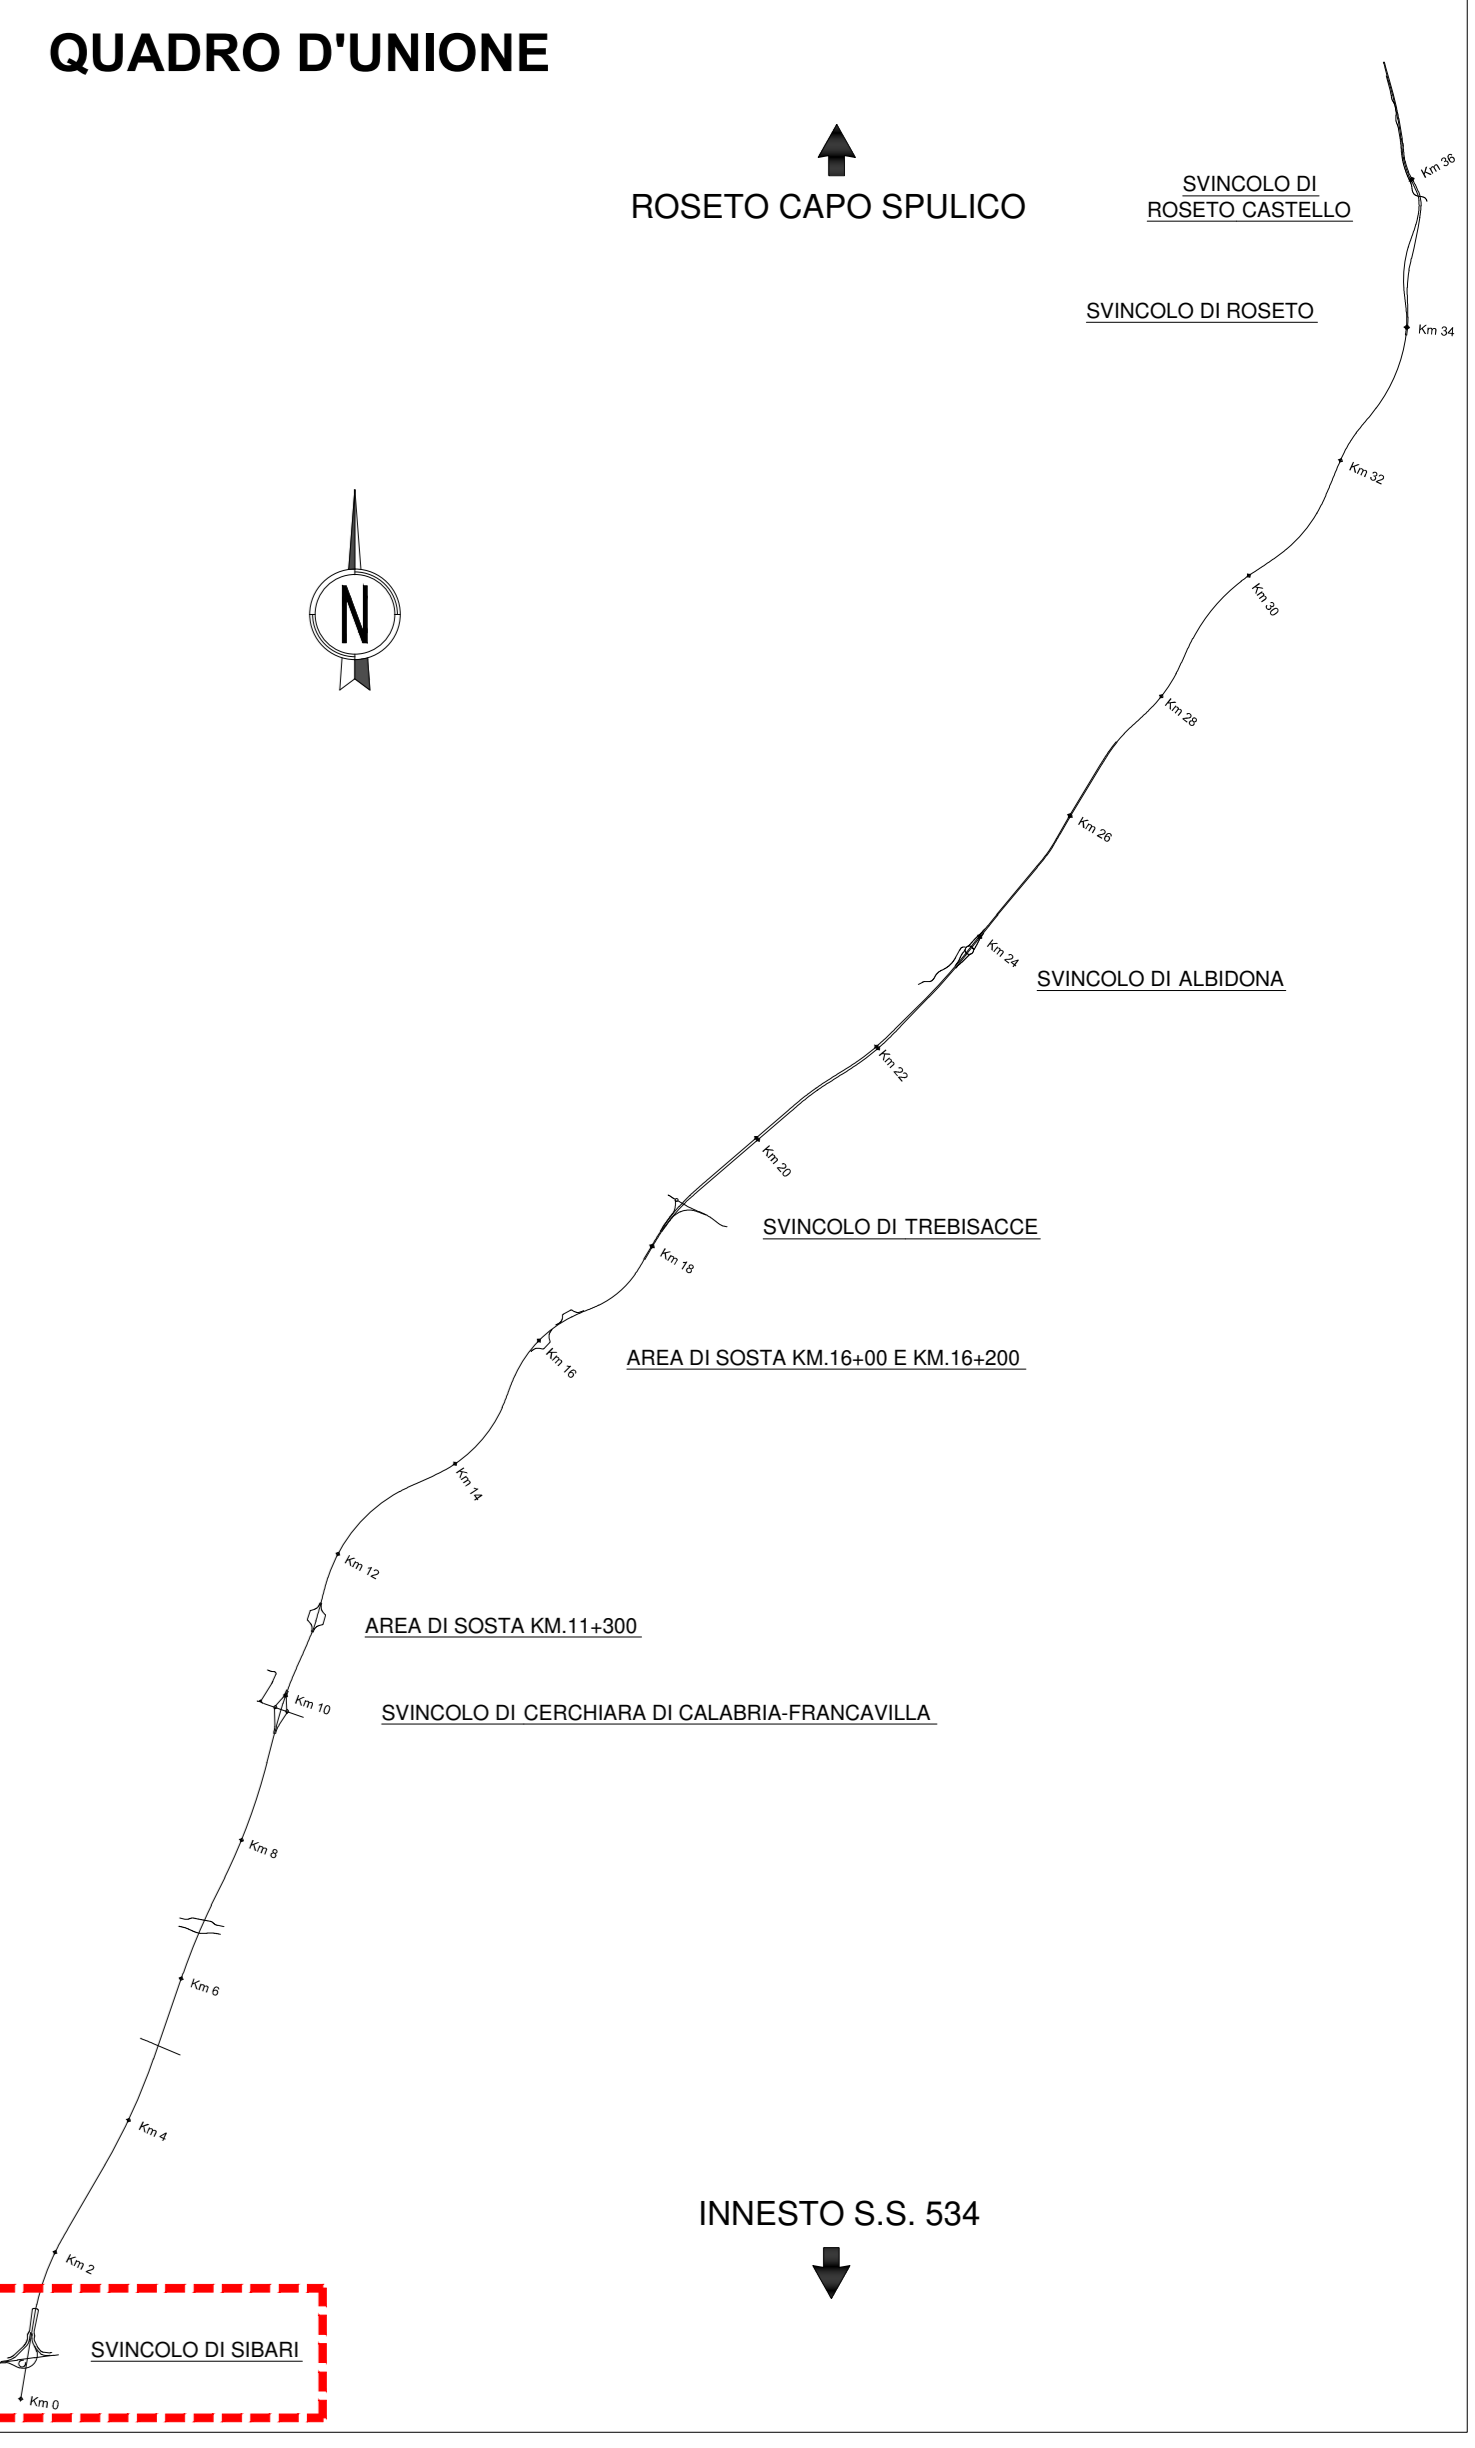 QUADRO D'UNIONE
ROSETO CAPO SPULICO
SVINCOLO DI
ROSETO CASTELLO
Km 36
SVINCOLO DI ROSETO
Km 34
Km 32
N
Km 30
Km 28
Km 26
Km 24
SVINCOLO DI ALBIDONA
Km 22
Km 20
SVINCOLO DI TREBISACCE
Km 18
AREA DI SOSTA KM.16+00 E KM.16+200
Km 16
Km 14
Km 12
AREA DI SOSTA KM.11+300
Km 10
SVINCOLO DI CERCHIARA DI CALABRIA-FRANCAVILLA
Km 8
Km 6
Km 4
INNESTO S.S. 534
Km 2
SVINCOLO DI SIBARI
Km 0